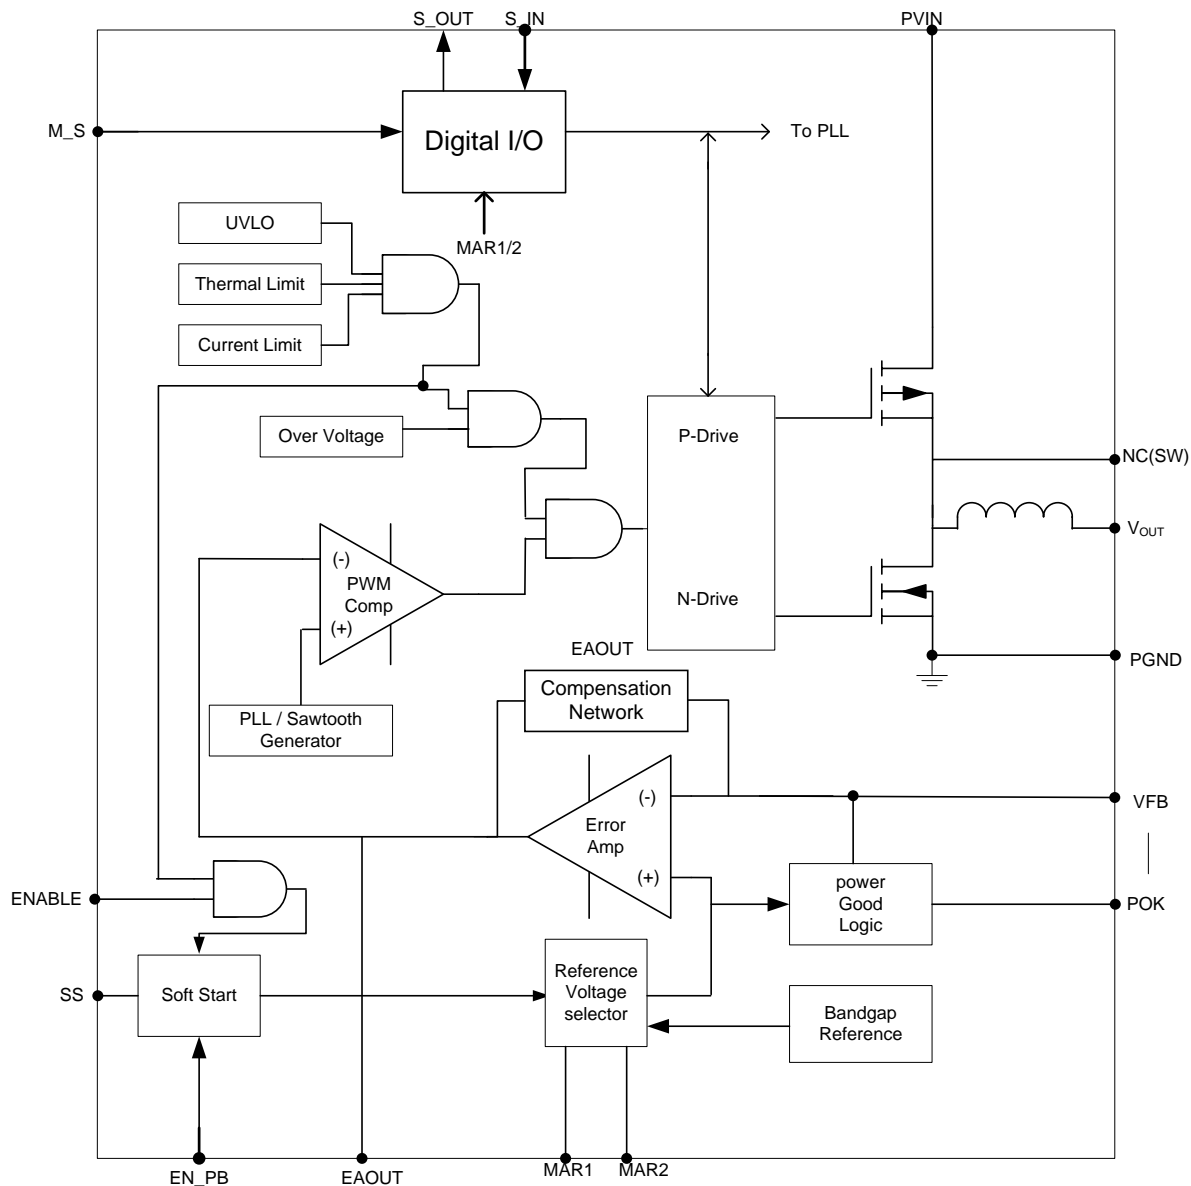 S_OUT
S_IN
PVIN
M_S
Digital I/O
To PLL
UVLO
MAR1/2
Thermal Limit
Current Limit
Over Voltage
P-Drive
NC(SW)
VOUT
(-)
PWM
Comp
(+)
N-Drive
EAOUT
PGND
Compensation
Network
PLL / Sawtooth
Generator
(-)
VFB
Error
Amp
(+)
power
Good
Logic
ENABLE
POK
SS
Soft Start
Reference
Voltage
selector
Bandgap
Reference
EN_PB
EAOUT
MAR1
MAR2